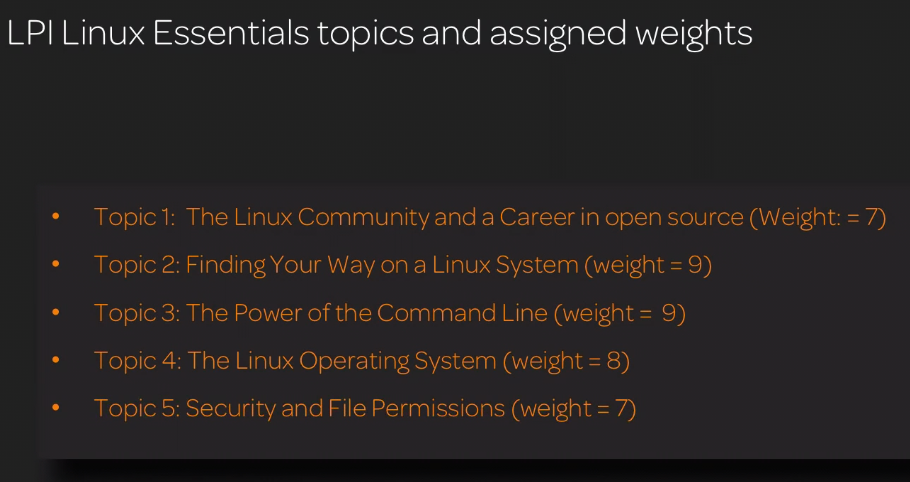 LPI Linux Essentials topics and assigned weights
• Topic 1: The Linux Community and a Career in open source (Weight: = 7)
• Topic 2: Finding Your Way on a Linux System (weight = 9)
• Topic 3: The Power of the Command Line (weight = 9)
• Topic 4: The Linux Operating System (weight = 8)
• Topic 5: Security and File Permissions (weight = 7)